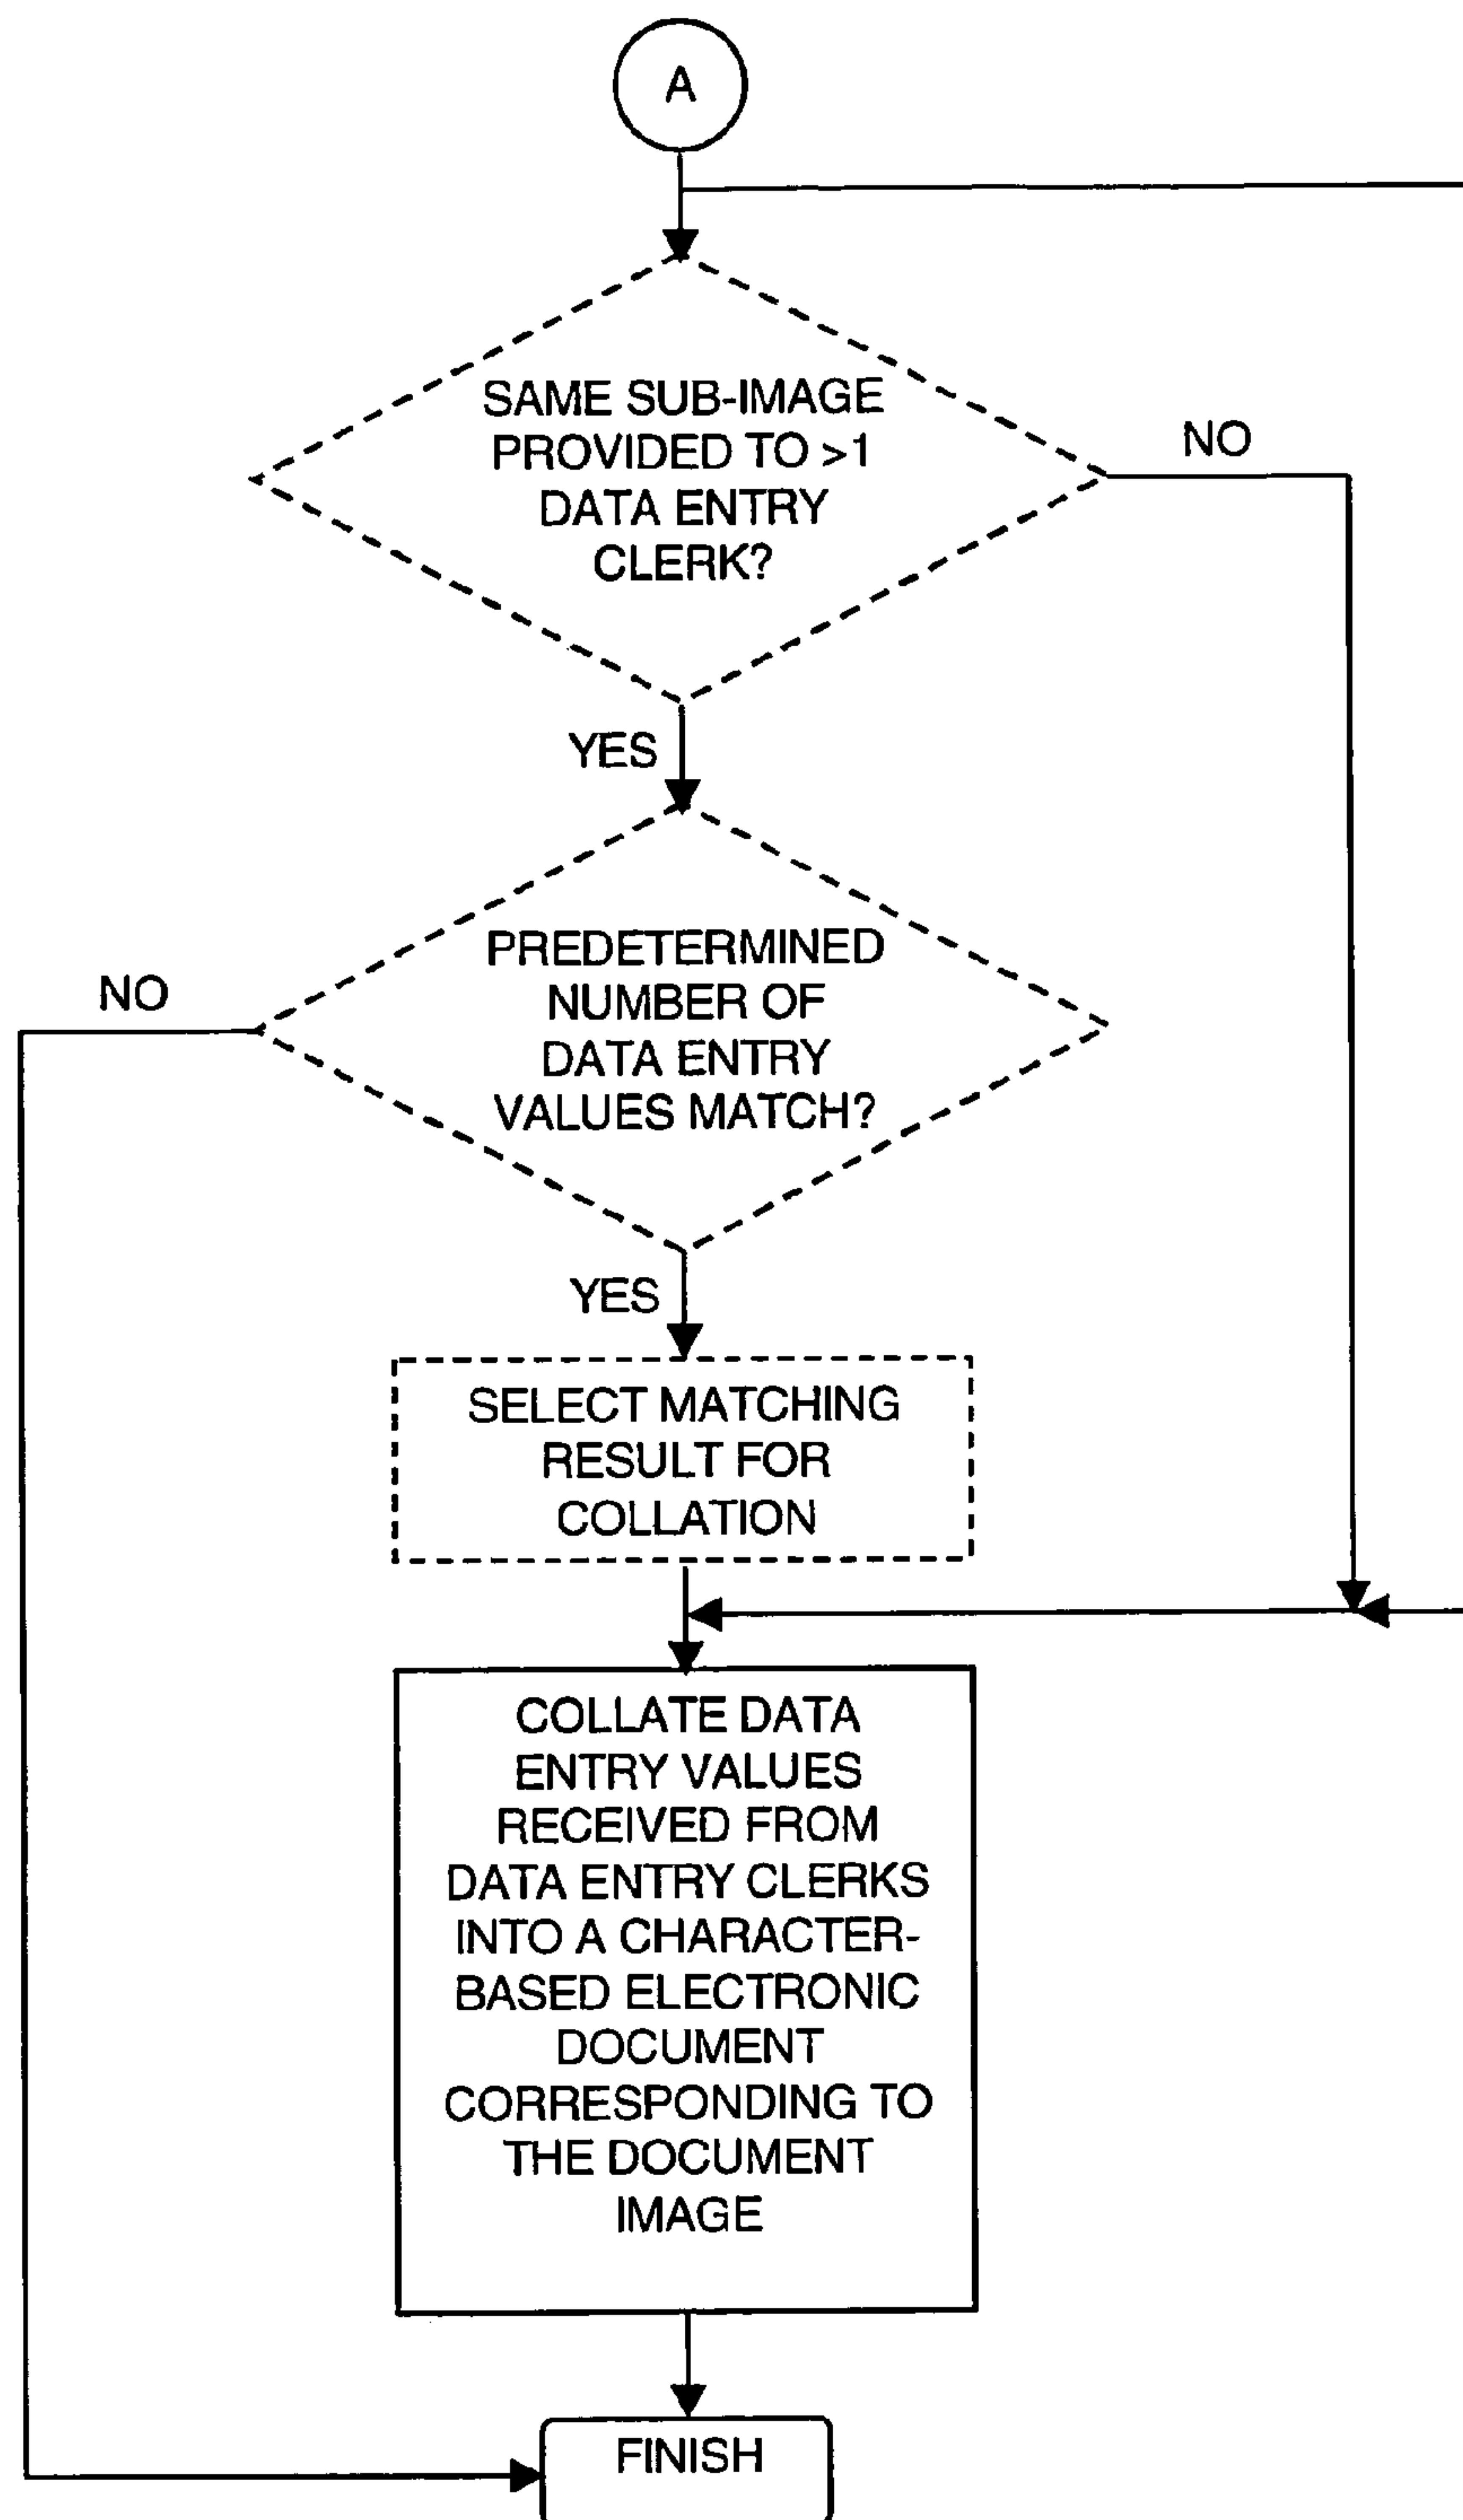 A
SAME SUB-IMAGE
PROVIDED TO >1
DATA ENTRY
CLERK?
NO
YES
PREDETERMINED
NUMBER OF
DATA ENTRY
VALUES MATCH?
NO
YES
SELECT MATCHING
RESULT FOR
COLLATION
COLLATE DATA
ENTRY VALUES
RECEIVED FROM
DATA ENTRY CLERKS
INTO A CHARACTER-
BASED ELECTRONIC
DOCUMENT
CORRESPONDING TO
THE DOCUMENT
IMAGE
FINISH